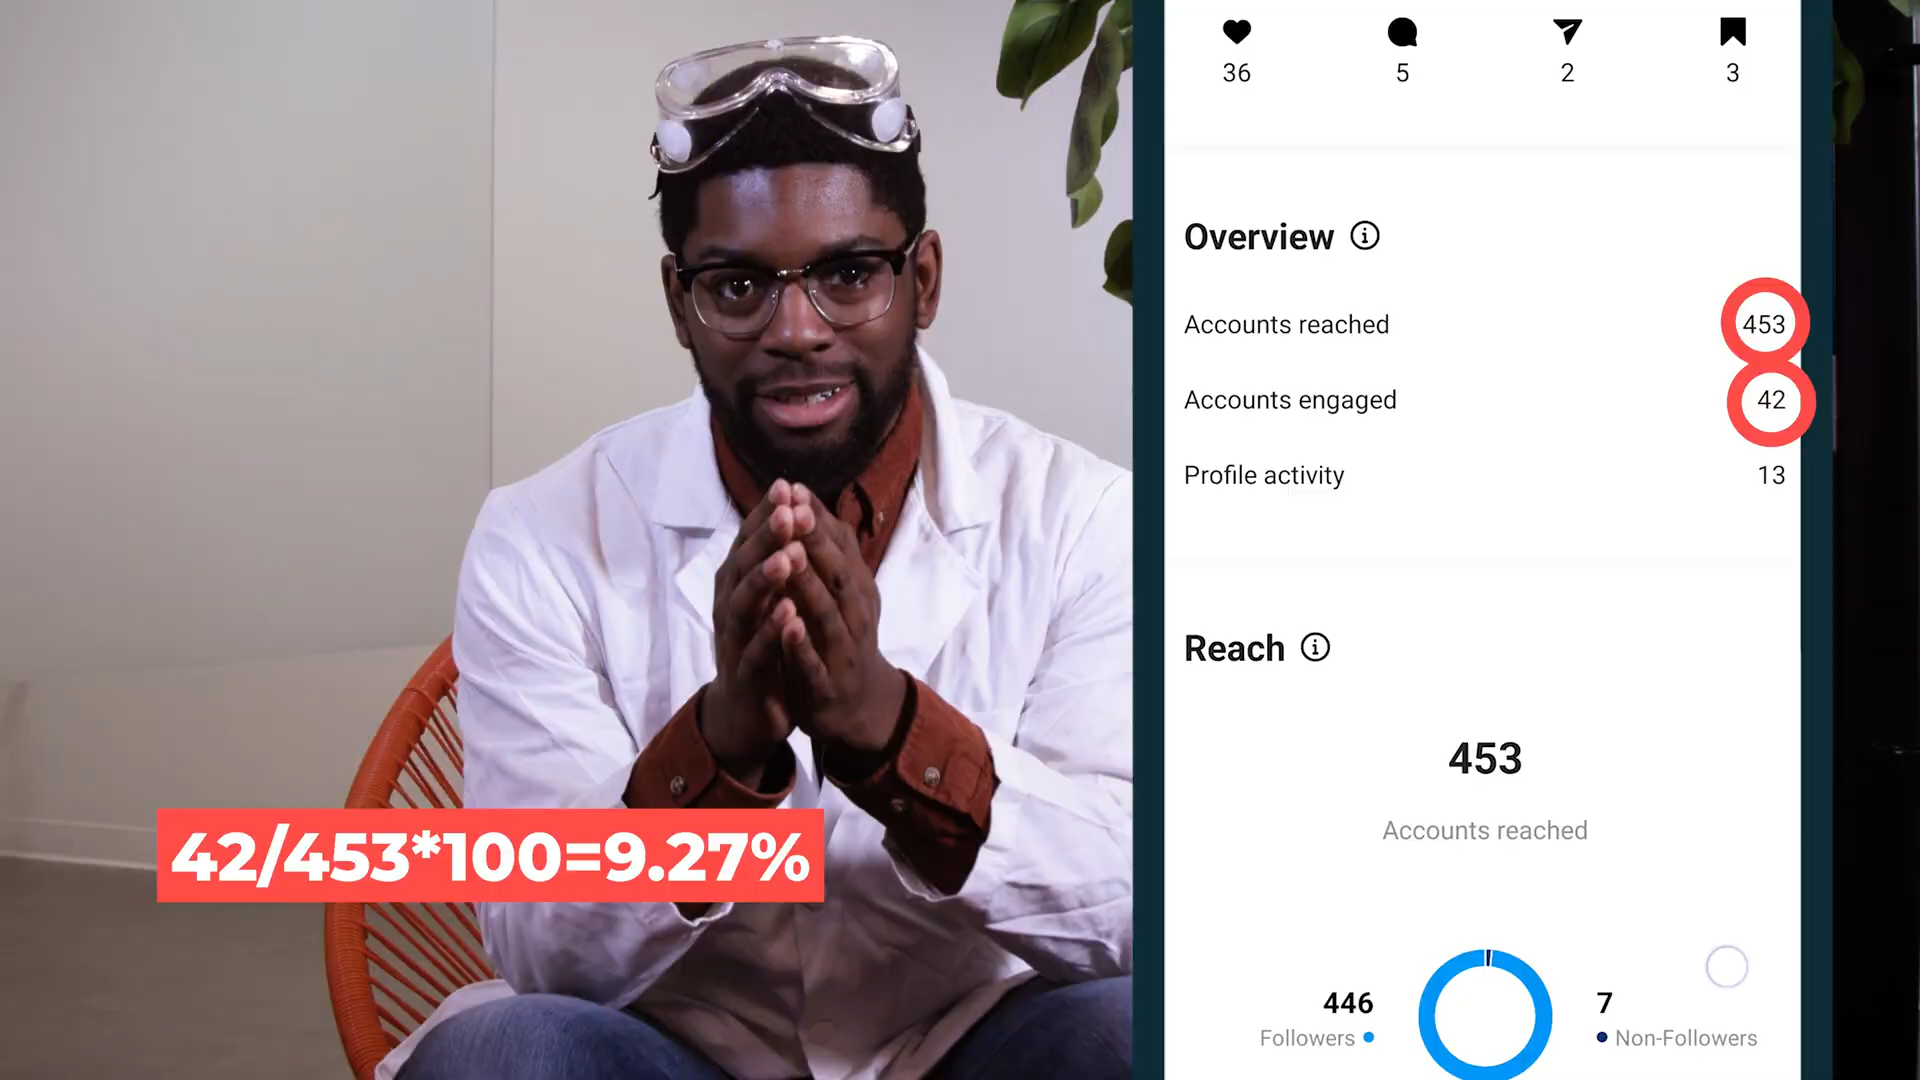 36 5 2 3
Overview
Accounts reached 453
Accounts engaged 42
Profile activity 13
Reach
453
Accounts reached
446 7
Followers Non-Followers
42/453*100=9.27%